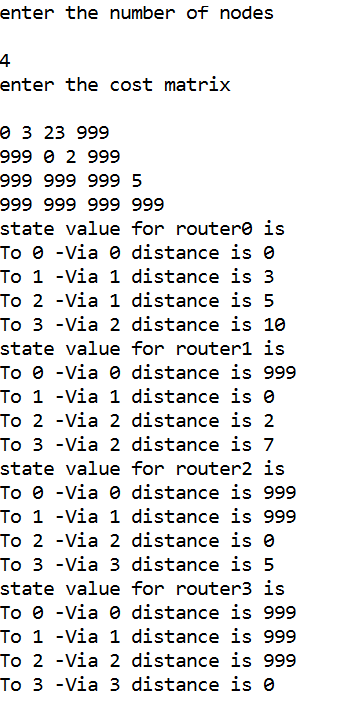 enter the number of nodes
4
enter the cost matrix
0 3 23 999
999 0 2 999
999 999 999 5
999 999 999 999
state value for router0 is
To 0 -Via 0 distance is 0
To 1 -Via 1 distance is 3
To 2 -Via 1 distance is 5
To 3 -Via 2 distance is 10
state value for router1 is
To 0 -Via 0 distance is 999
To 1 -Via 1 distance is 0
To 2 -Via 2 distance is 2
To 3 -Via 2 distance is 7
state value for router2 is
To 0 -Via 0 distance is 999
To 1 -Via 1 distance is 999
To 2 -Via 2 distance is 0
To 3 -Via 3 distance is 5
state value for router3 is
To 0 -Via 0 distance is 999
To 1 -Via 1 distance is 999
To 2 -Via 2 distance is 999
To 3 -Via 3 distance is 0